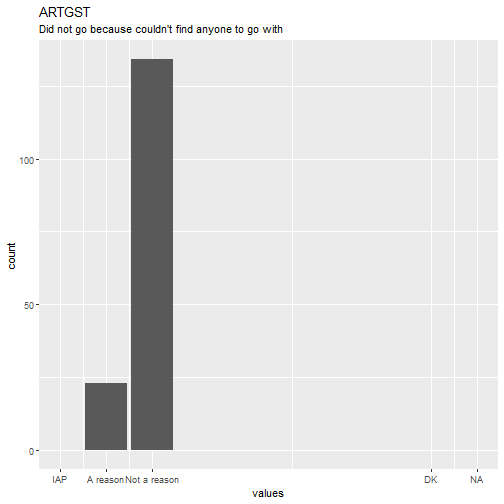 ARTGST
Did not go because couldn't find anyone to go with
count
100
50
0
IAP A reason Not a reason DK NA
values